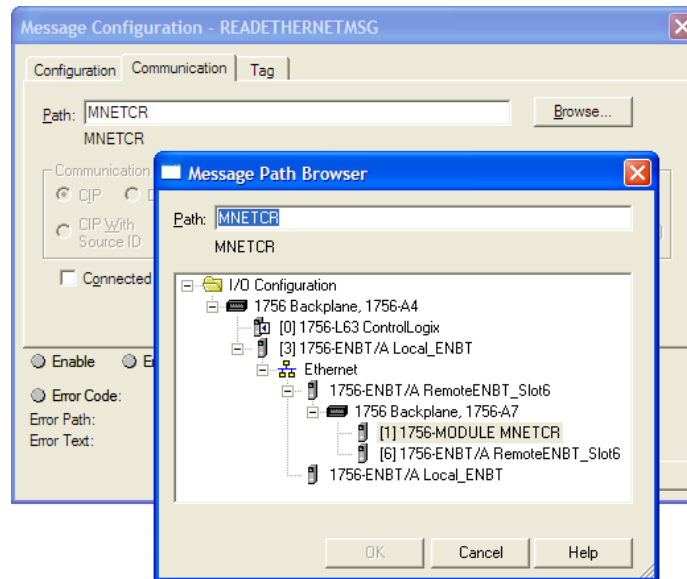 Message Configuration - READETHERNETMSG
Configuration Communication Tag
Path: MNETCR Browse...
MNETCR
Communication
CIP
CIP With
Source ID
Connected
Enable
Error Code:
Error Path:
Error Text:
Message Path Browser
Path: MNETCR
MNETCR
I/O Configuration
1756 Backplane, 1756-A4
[0] 1756-L63 ControlLogix
[3] 1756-ENBT/A Local_ENBT
Ethernet
1756-ENBT/A RemoteENBT_Slot6
1756 Backplane, 1756-A7
[1] 1756-MODULE MNETCR
[6] 1756-ENBT/A RemoteENBT_Slot6
1756-ENBT/A Local_ENBT
OK Cancel Help